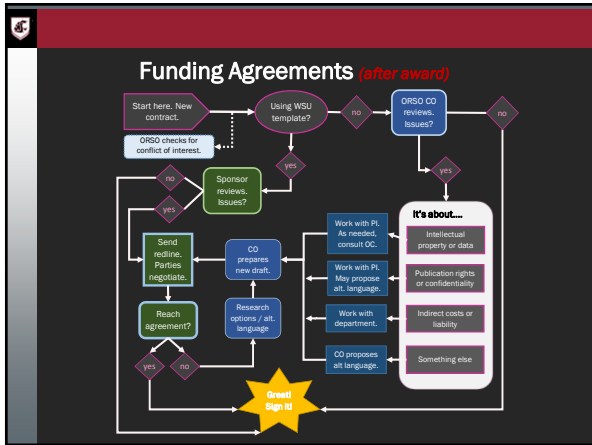 Funding Agreements (after award)
Start here. New
contract.
Using WSU
template?
no
ORSO CO
reviews.
Issues?
no
ORSO checks for
conflict of interest.
yes
yes
no
Sponsor
reviews.
Issues?
yes
It's about....
Work with PI.
As needed,
consult OC.
Intellectual
property or data
Send
redline.
Parties
negotiate.
CO
prepares
new draft.
Work with PI.
May propose
alt. language.
Publication rights
or confidentiality
Reach
agreement?
Research
options / alt.
language
Work with
department.
Indirect costs or
liability
yes
no
CO proposes
alt language.
Something else
Great!
Sign it!